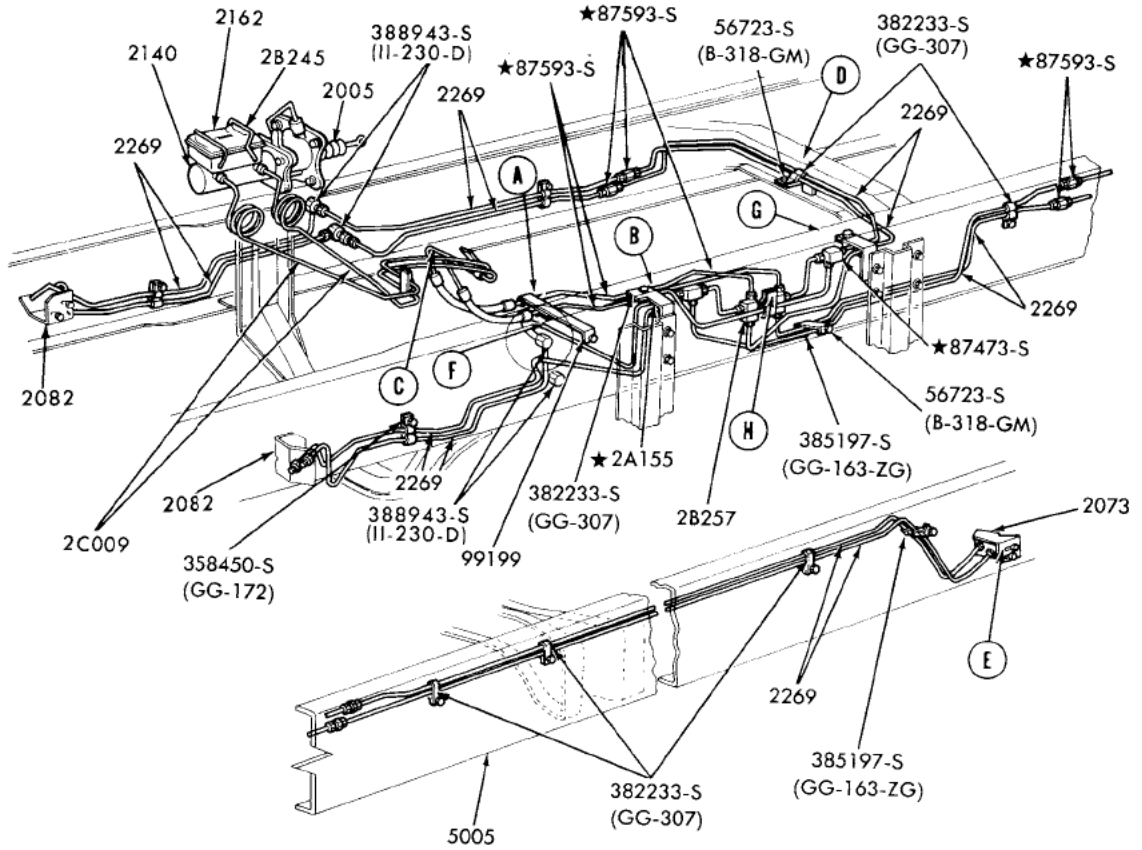 2162
2140
2B245
388943-S
(II-230-D)
2005
★87593-S
★87593-S
2269
56723-S
(B-318-GM)
382233-S
(GG-307)
★87593-S
D
2269
2269
A
G
B
2269
2082
C
F
H
★87473-S
56723-S
(B-318-GM)
385197-S
(GG-163-ZG)
★2A155
2082
2269
382233-S
(GG-307)
2B257
2C009
388943-S
(II-230-D)
99199
358450-S
(GG-172)
2073
E
2269
385197-S
(GG-163-ZG)
382233-S
(GG-307)
5005